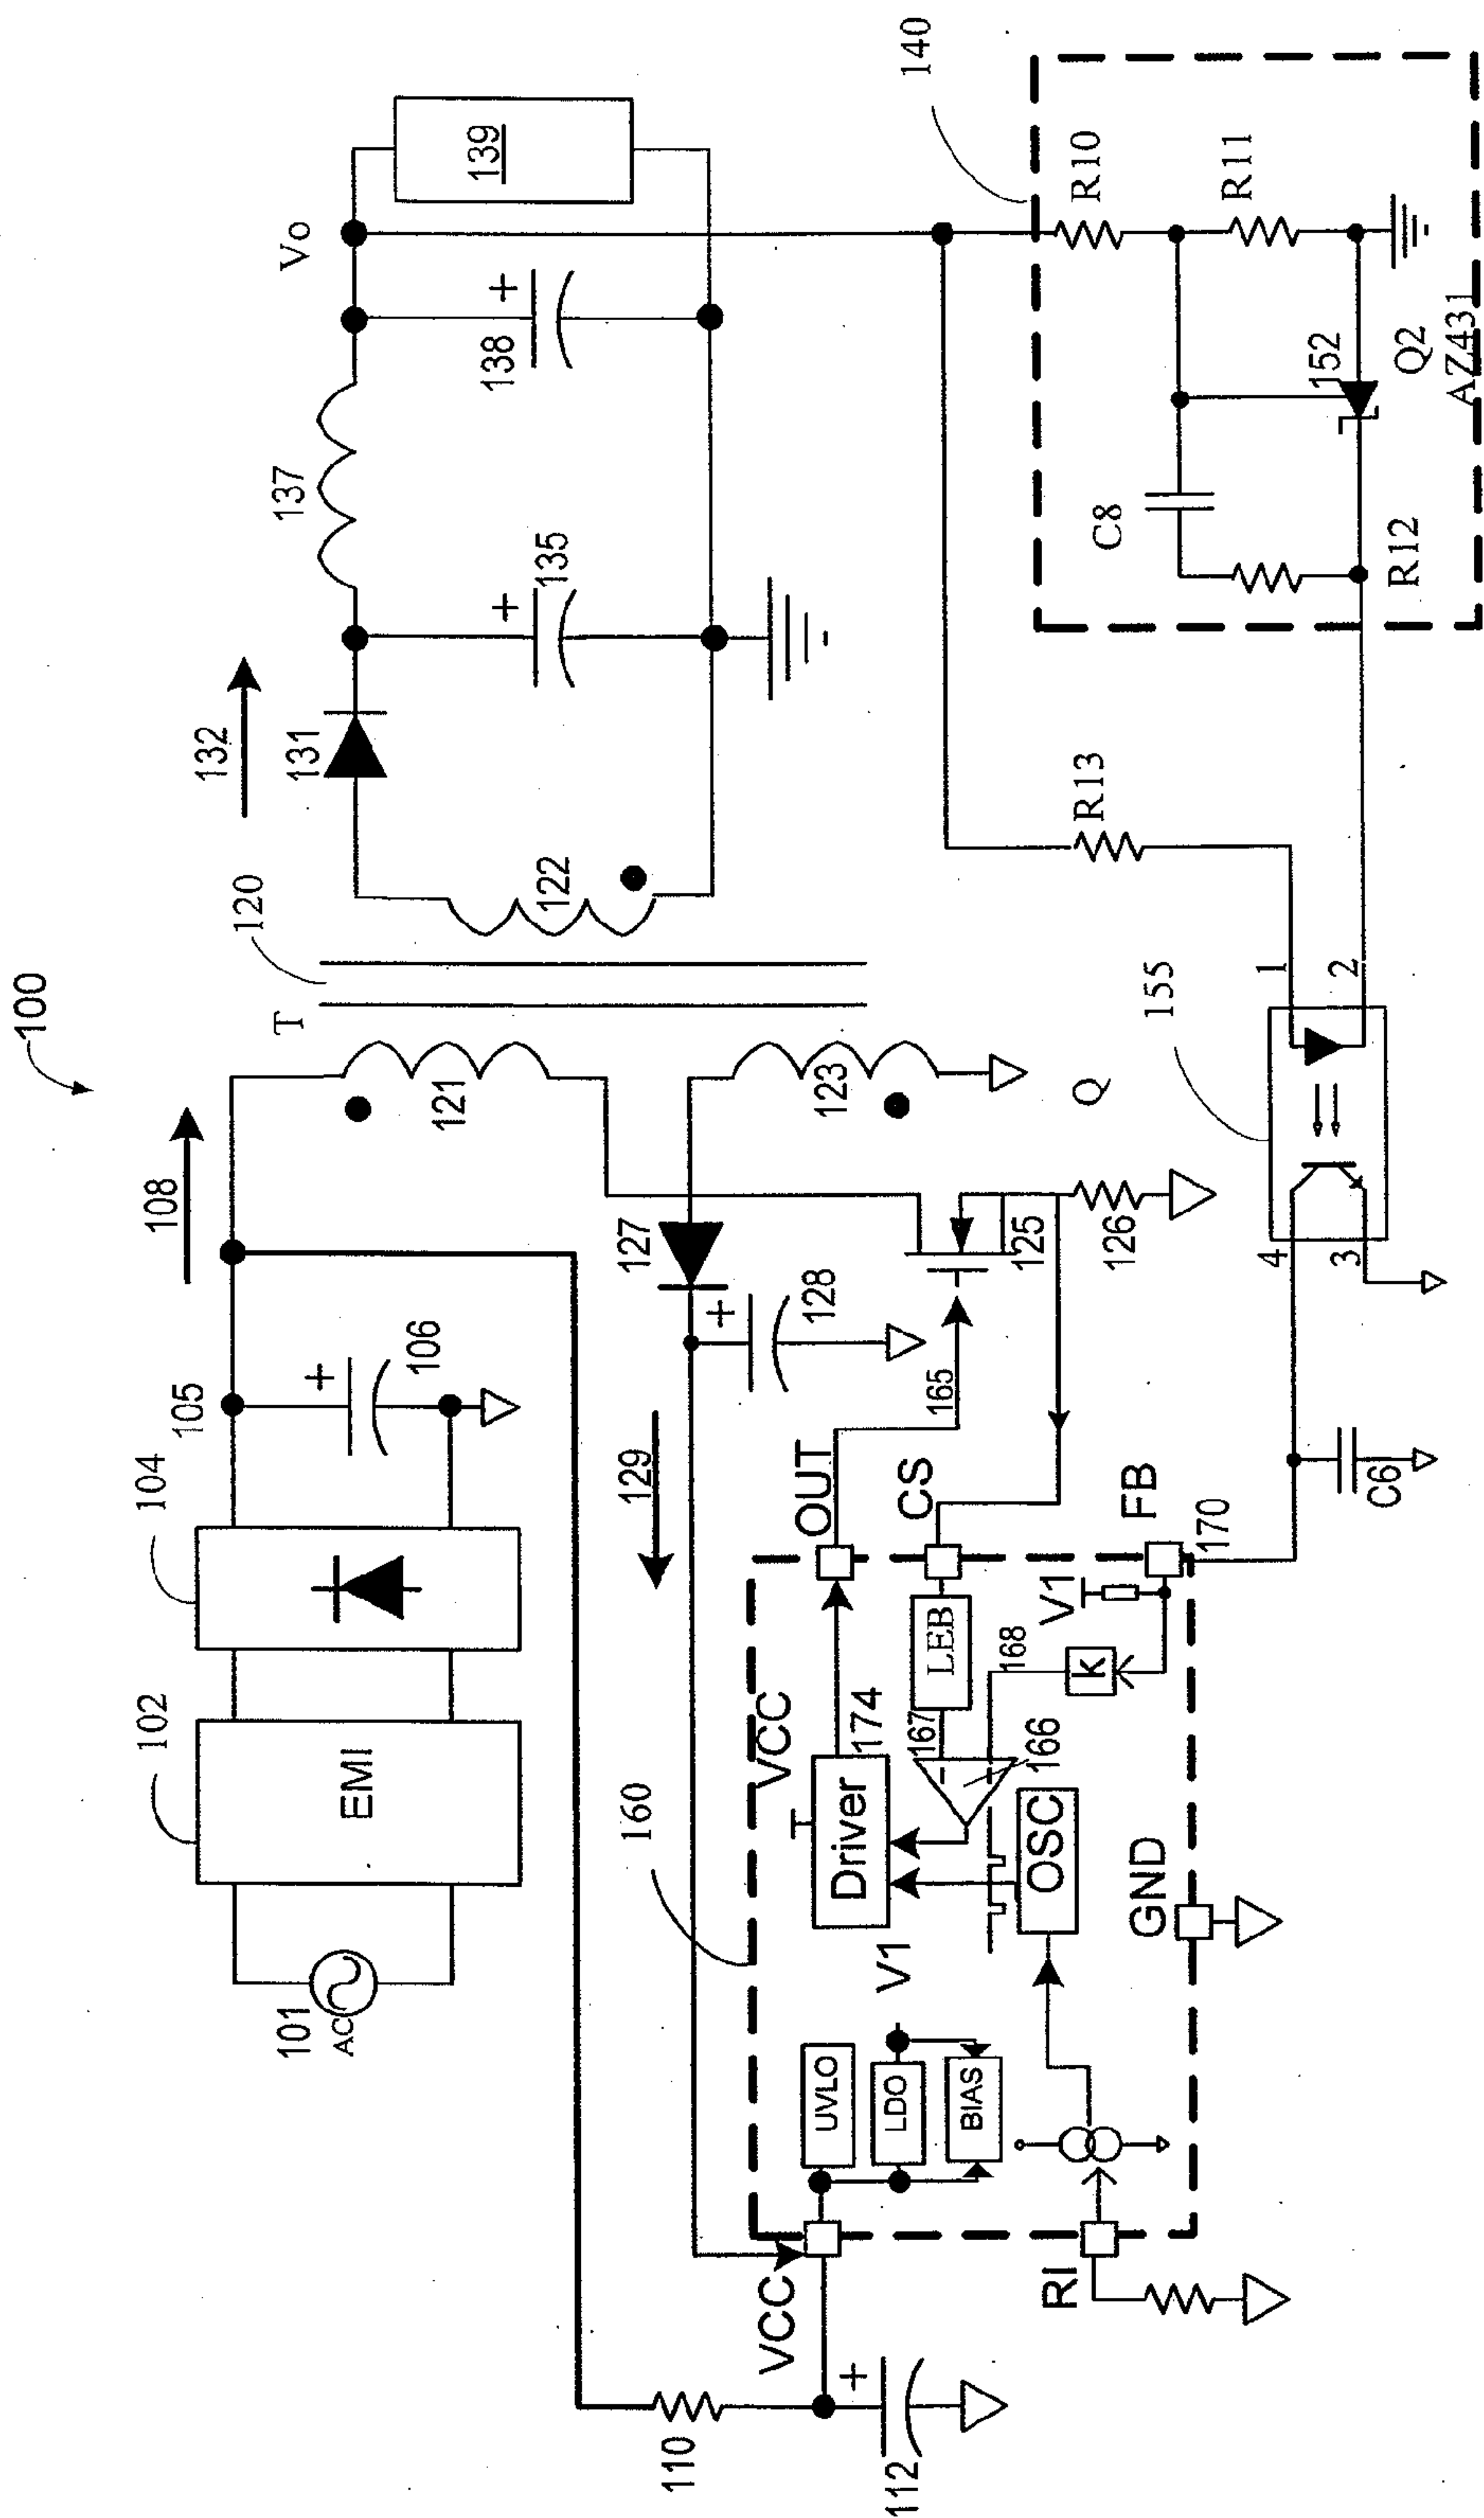 100
108
132
102
104
105
T
120
131
137
Vo
101
AC
EMI
106
121
122
135
138
139
+
+
+
110
129
127
123
+
128
160
VCC
OUT
165
125
126
Q
140
VCC
+
112
UVLO
LDO
BIAS
V1
T
Driver
174
167
LEB
CS
166
168
OSC
K
V1
FB
170
RI
GND
C6
155
4
3
1
2
R13
R10
R11
C8
R12
152
Q2
AZ431